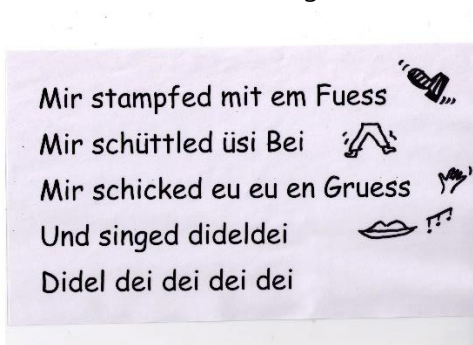 Mir stampfed mit em Fuess
Mir schüttled üsi Bei
Mir schicked eu eu en Gruess
Und singed dideldei
Didel dei dei dei dei